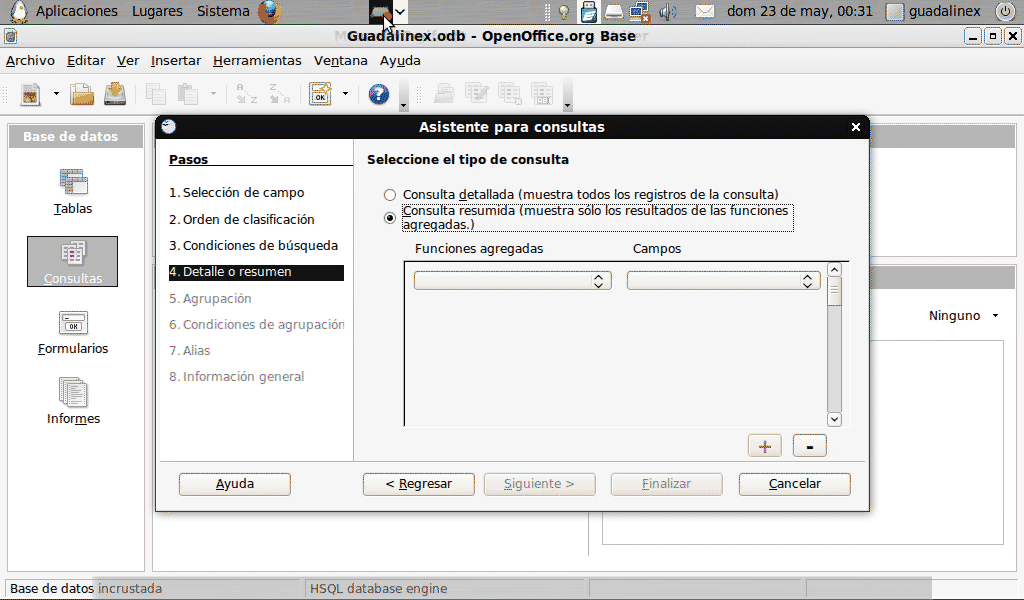 Aplicaciones Lugares Sistema dom 23 de may, 00:31 guadalinex
Guadalinex.odb - OpenOffice.org Base
Archivo Editar Ver Insertar Herramientas Ventana Ayuda
Base de datos
Tablas
Consultas
Formularios
Informes
Asistente para consultas
Pasos
1. Selección de campo
2. Orden de clasificación
3. Condiciones de búsqueda
4. Detalle o resumen
5. Agrupación
6. Condiciones de agrupación
7. Alias
8. Información general
Seleccione el tipo de consulta
Consulta detallada (muestra todos los registros de la consulta)
Consulta resumida (muestra sólo los resultados de las funciones
agregadas.)
Funciones agregadas Campos
+ -
Ninguno
Ayuda < Regresar Siguiente > Finalizar Cancelar
Base de datos incrustada HSQL database engine